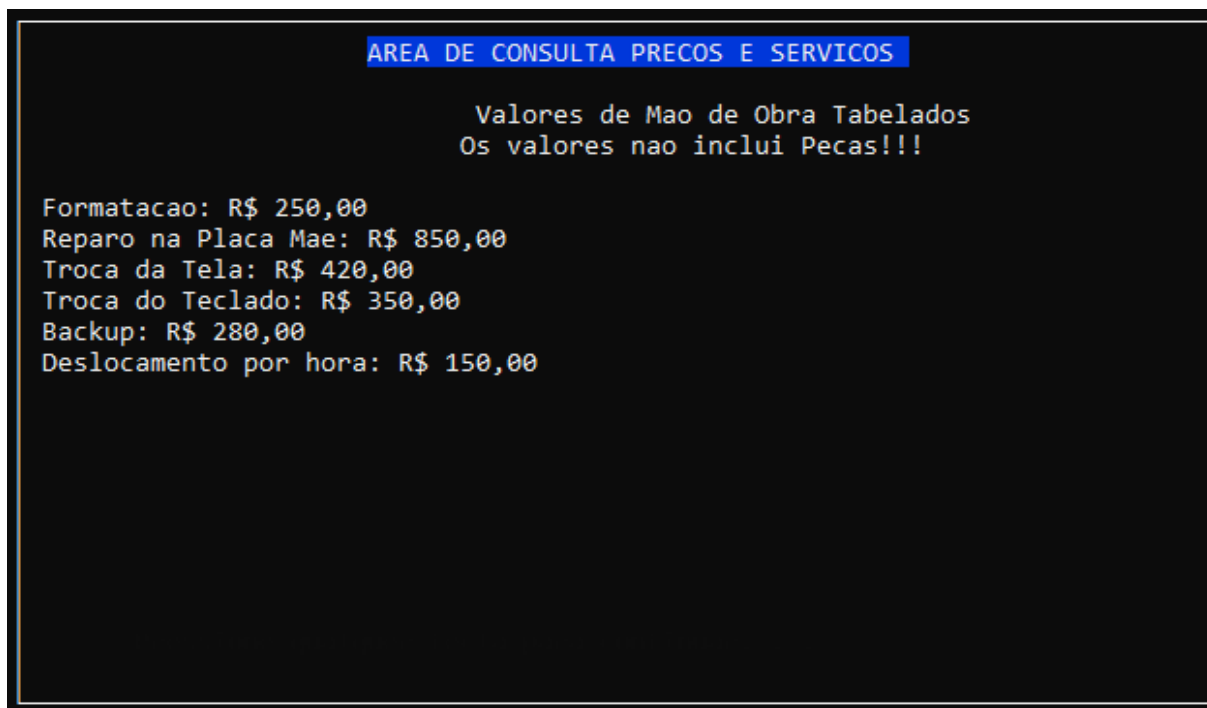 AREA DE CONSULTA PRECOS E SERVICOS
Valores de Mao de Obra Tabelados
Os valores nao inclui Pecas!!!
Formatacao: R$ 250,00
Reparo na Placa Mae: R$ 850,00
Troca da Tela: R$ 420,00
Troca do Teclado: R$ 350,00
Backup: R$ 280,00
Deslocamento por hora: R$ 150,00